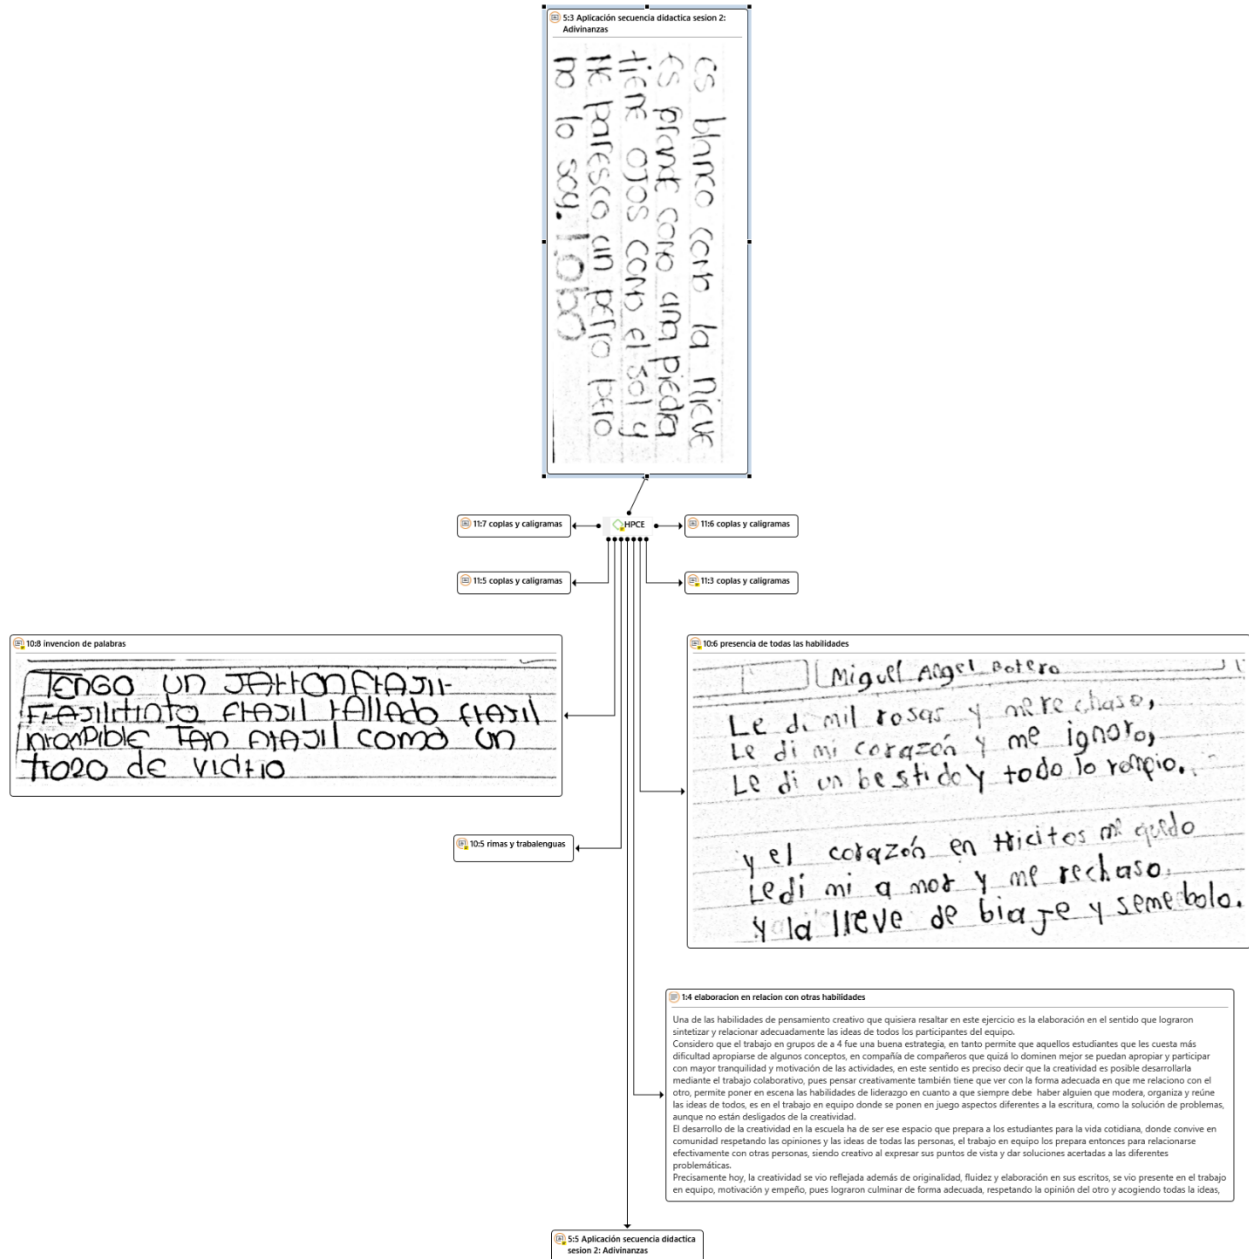 5:3 Aplicación secuencia didactica sesion 2:
Adivinanzas
Es blanco como la nieve
Es grande como una piedra
tiene ojos como el sol y
Me paresco un perro pero
no lo soy. lobo
11:7 coplas y caligramas
HPCE
11:6 coplas y caligramas
11:5 coplas y caligramas
11:3 coplas y caligramas
10:8 invencion de palabras
TENGO UN JARRON FRAJIL-
FRAJILIRINTO FRAJIL RALLADO FRAJIL
IRROMPIBLE TAN FRAJIL COMO UN
TROZO de vidrio
10:6 presencia de todas las habilidades
Miguel Angel Botero
Le di mil rosas y me rechaso,
Le di mi corazón y me ignoro,
Le di un bestido y todo lo rompio.
y el corazón en tricitos me quedo
Ledi mi a mor y me rechaso.
y la lleve de biaje y seme bolo.
10:5 rimas y trabalenguas
1:4 elaboracion en relacion con otras habilidades
Una de las habilidades de pensamiento creativo que quisiera resaltar en este ejercicio es la elaboración en el sentido que lograron
sintetizar y relacionar adecuadamente las ideas de todos los participantes del equipo.
Considero que el trabajo en grupos de a 4 fue una buena estrategia, en tanto permite que aquellos estudiantes que les cuesta más
dificultad apropiarse de algunos conceptos, en compañía de compañeros que quizá lo dominen mejor se puedan apropiar y participar
con mayor tranquilidad y motivación de las actividades, en este sentido es preciso decir que la creatividad es posible desarrollarla
mediante el trabajo colaborativo, pues pensar creativamente también tiene que ver con la forma adecuada en que me relaciono con el
otro, permite poner en escena las habilidades de liderazgo en cuanto a que siempre debe haber alguien que modera, organiza y reúne
las ideas de todos, es en el trabajo en equipo donde se ponen en juego aspectos diferentes a la escritura, como la solución de problemas,
aunque no están desligados de la creatividad.
El desarrollo de la creatividad en la escuela ha de ser ese espacio que prepara a los estudiantes para la vida cotidiana, donde convive en
comunidad respetando las opiniones y las ideas de todas las personas, el trabajo en equipo los prepara entonces para relacionarse
efectivamente con otras personas, siendo creativo al expresar sus puntos de vista y dar soluciones acertadas a las diferentes
problemáticas.
Precisamente hoy, la creatividad se vio reflejada además de originalidad, fluidez y elaboración en sus escritos, se vio presente en el trabajo
en equipo, motivación y empeño, pues lograron culminar de forma adecuada, respetando la opinión del otro y acogiendo todas la ideas,
5:5 Aplicación secuencia didactica
sesion 2: Adivinanzas